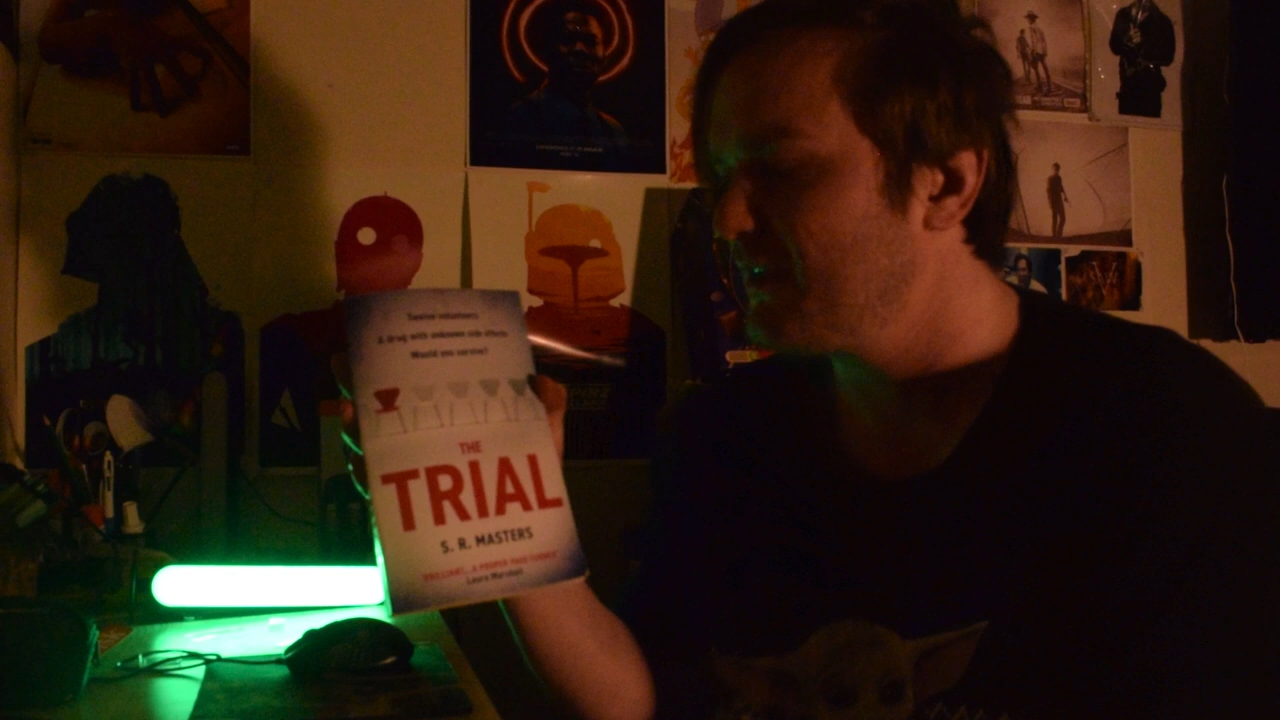 Twelve volunteers.
A drug with unknown side effects.
Would you survive?
THE
TRIAL
S. R. MASTERS
'BRILLIANT... A PROPER PAGE TURNER'
Laura Marshall